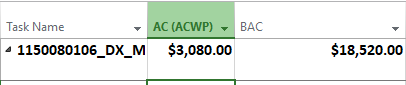 Task Name AC (ACWP) BAC
1150080106_DX_M $3,080.00 $18,520.00